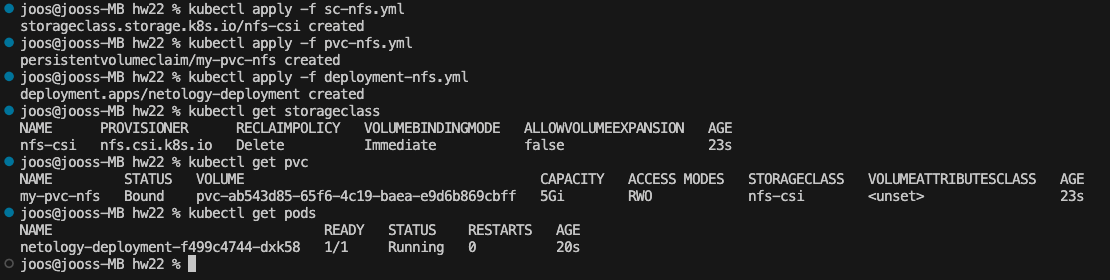 joos@jooss-MB hw22 % kubectl apply -f sc-nfs.yml
storageclass.storage.k8s.io/nfs-csi created
joos@jooss-MB hw22 % kubectl apply -f pvc-nfs.yml
persistentvolumeclaim/my-pvc-nfs created
joos@jooss-MB hw22 % kubectl apply -f deployment-nfs.yml
deployment.apps/netology-deployment created
joos@jooss-MB hw22 % kubectl get storageclass
NAME      PROVISIONER      RECLAIMPOLICY   VOLUMEBINDINGMODE   ALLOWVOLUMEEXPANSION   AGE
nfs-csi   nfs.csi.k8s.io   Delete          Immediate           false                  23s
joos@jooss-MB hw22 % kubectl get pvc
NAME         STATUS   VOLUME                                     CAPACITY   ACCESS MODES   STORAGECLASS   VOLUMEATTRIBUTESCLASS   AGE
my-pvc-nfs   Bound    pvc-ab543d85-65f6-4c19-baea-e9d6b869cbff   5Gi        RWO            nfs-csi        <unset>                 23s
joos@jooss-MB hw22 % kubectl get pods
NAME                                  READY   STATUS    RESTARTS   AGE
netology-deployment-f499c4744-dxk58   1/1     Running   0          20s
joos@jooss-MB hw22 %